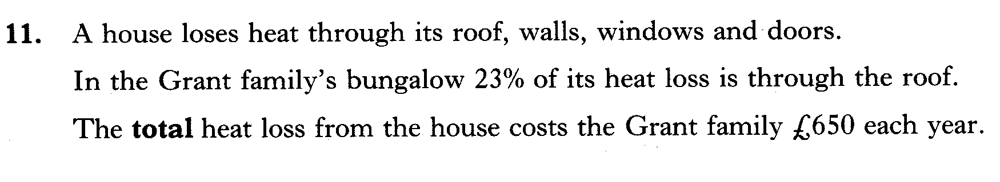 11. A house loses heat through its roof, walls, windows and doors.
In the Grant family's bungalow 23% of its heat loss is through the roof.
The total heat loss from the house costs the Grant family £650 each year.